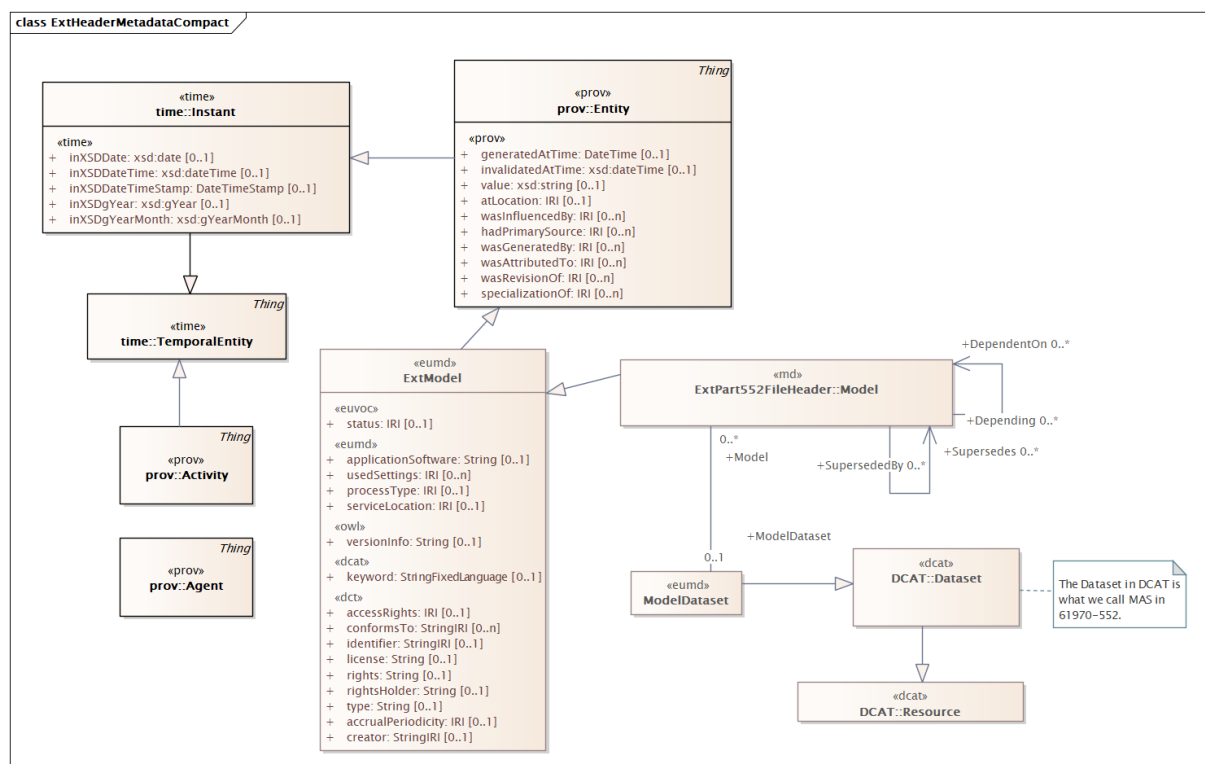 class ExtHeaderMetadataCompact
«time»
time::Instant
«time»
+ inXSDDate: xsd:date [0..1]
+ inXSDDateTime: xsd:dateTime [0..1]
+ inXSDDateTimeStamp: DateTimeStamp [0..1]
+ inXSDgYear: xsd:gYear [0..1]
+ inXSDgYearMonth: xsd:gYearMonth [0..1]
Thing
«prov»
prov::Entity
«prov»
+ generatedAtTime: DateTime [0..1]
+ invalidatedAtTime: xsd:dateTime [0..1]
+ value: xsd:string [0..1]
+ atLocation: IRI [0..1]
+ wasInfluencedBy: IRI [0..n]
+ hadPrimarySource: IRI [0..n]
+ wasGeneratedBy: IRI [0..n]
+ wasAttributedTo: IRI [0..n]
+ wasRevisionOf: IRI [0..n]
+ specializationOf: IRI [0..n]
Thing
«time»
time::TemporalEntity
Thing
«prov»
prov::Activity
Thing
«prov»
prov::Agent
«eumd»
ExtModel
«euvoc»
+ status: IRI [0..1]
«eumd»
+ applicationSoftware: String [0..1]
+ usedSettings: IRI [0..n]
+ processType: IRI [0..1]
+ serviceLocation: IRI [0..1]
«owl»
+ versionInfo: String [0..1]
«dcat»
+ keyword: StringFixedLanguage [0..1]
«dct»
+ accessRights: IRI [0..1]
+ conformsTo: StringIRI [0..n]
+ identifier: StringIRI [0..1]
+ license: String [0..1]
+ rights: String [0..1]
+ rightsHolder: String [0..1]
+ type: String [0..1]
+ accrualPeriodicity: IRI [0..1]
+ creator: StringIRI [0..1]
«md»
ExtPart552FileHeader::Model
+DependentOn 0..*
+Depending 0..*
0..*
+Model
+SupersededBy 0..*
+Supersedes 0..*
+ModelDataset
0..1
«eumd»
ModelDataset
«dcat»
DCAT::Dataset
The Dataset in DCAT is
what we call MAS in
61970-552.
«dcat»
DCAT::Resource